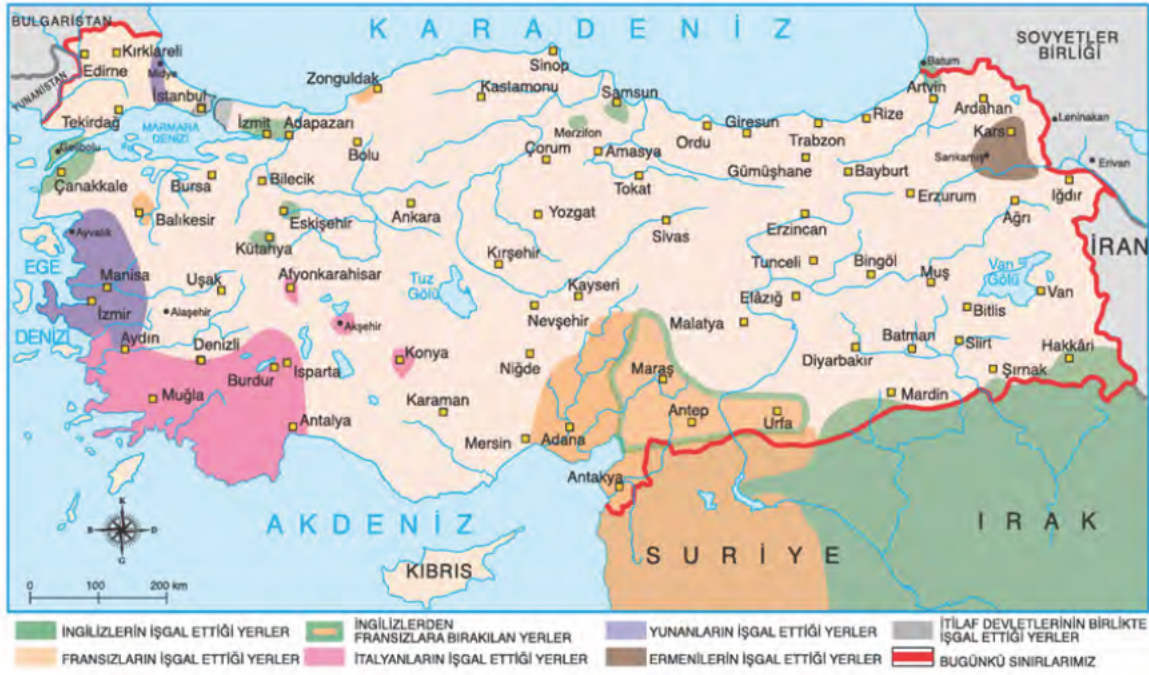 BULGARİSTAN
KARADENİZ
SOVYETLER
BİRLİĞİ
YUNANİSTAN
Kırklareli
Edirne
Midye
İstanbul
Tekirdağ
MARMARA
DENİZİ
Gelibolu
Çanakkale
Zonguldak
Kastamonu
Sinop
Samsun
Batum
Artvin
Ardahan
Leninakan
İzmit
Adapazarı
Bolu
Merzifon
Çorum
Amasya
Ordu
Giresun
Trabzon
Rize
Kars
Sarıkamış
Erivan
Bursa
Bilecik
Tokat
Gümüşhane
Bayburt
Erzurum
Iğdır
Ağrı
Balıkesir
Eskişehir
Ankara
Yozgat
Sivas
Erzincan
İRAN
Ayvalık
Kütahya
Kırşehir
Tunceli
Bingöl
Muş
Van
Gölü
Van
EGE
DENİZİ
Manisa
Uşak
Afyonkarahisar
Tuz
Gölü
Kayseri
Elâzığ
Bitlis
İzmir
Alaşehir
Akşehir
Nevşehir
Malatya
Aydın
Denizli
Konya
Niğde
Maraş
Diyarbakır
Batman
Siirt
Hakkâri
Burdur
Isparta
Şırnak
Muğla
Karaman
Antep
Urfa
Mardin
Antalya
Mersin
Adana
Antakya
K
B
D
G
AKDENİZ
SURİYE
IRAK
KIBRIS
0 100 200 km
İNGİLİZLERİN İŞGAL ETTİĞİ YERLER
İNGİLİZLERDEN
FRANSIZLARA BIRAKILAN YERLER
YUNANLARIN İŞGAL ETTİĞİ YERLER
İTİLAF DEVLETLERİNİN BİRLİKTE
İŞGAL ETTİĞİ YERLER
FRANSIZLARIN İŞGAL ETTİĞİ YERLER
İTALYANLARIN İŞGAL ETTİĞİ YERLER
ERMENİLERİN İŞGAL ETTİĞİ YERLER
BUGÜNKÜ SINIRLARIMIZ